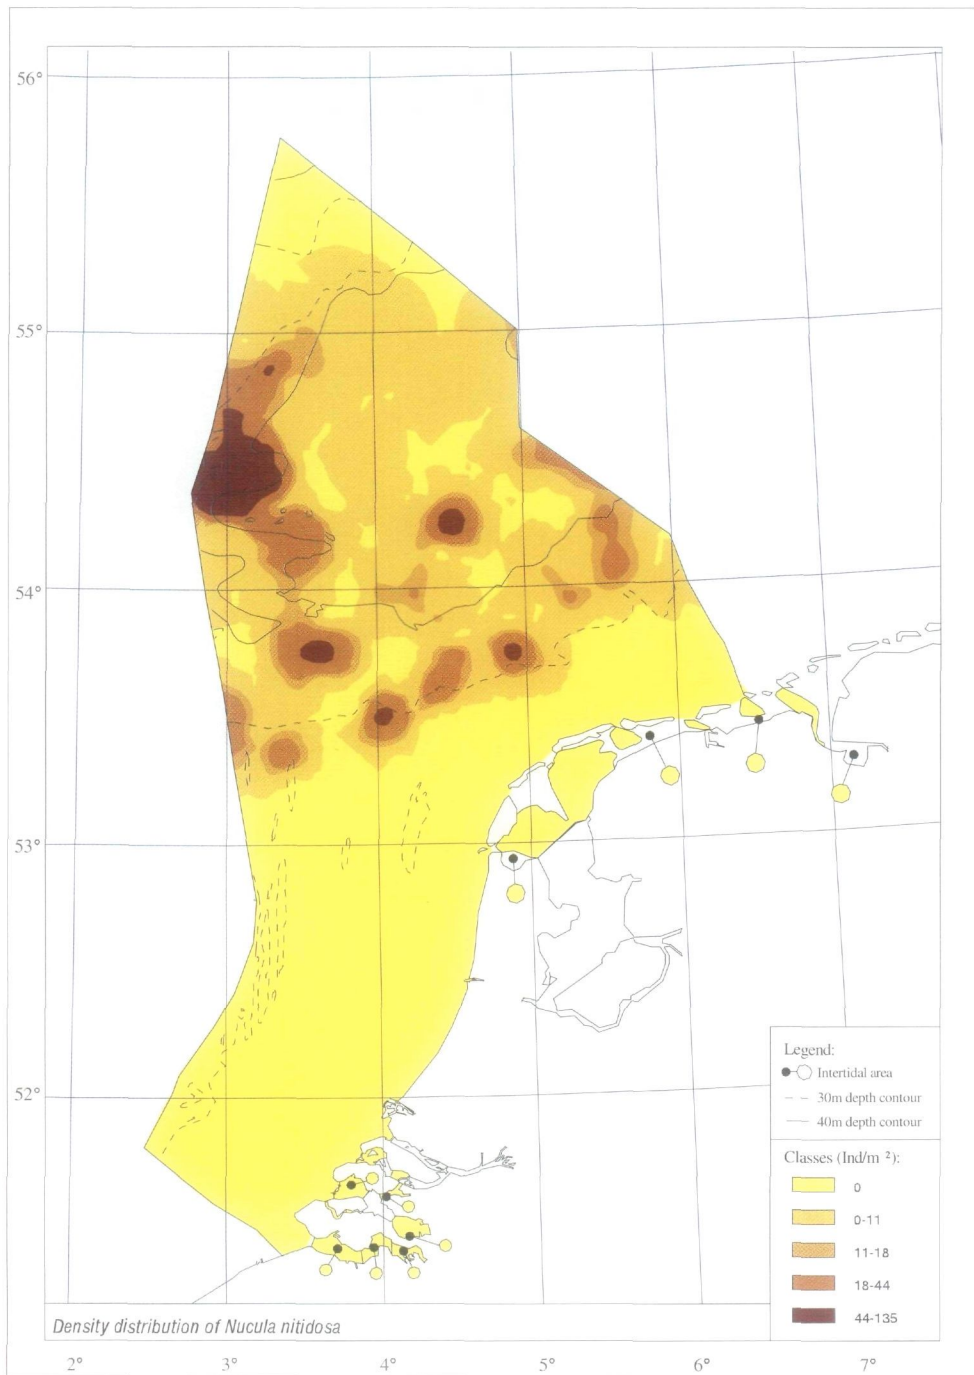 56°
55°
54°
53°
52°
Legend:
Intertidal area
30m depth contour
40m depth contour
Classes (Ind/m ²):
0
0-11
11-18
18-44
44-135
Density distribution of Nucula nitidosa
2°
3°
4°
5°
6°
7°